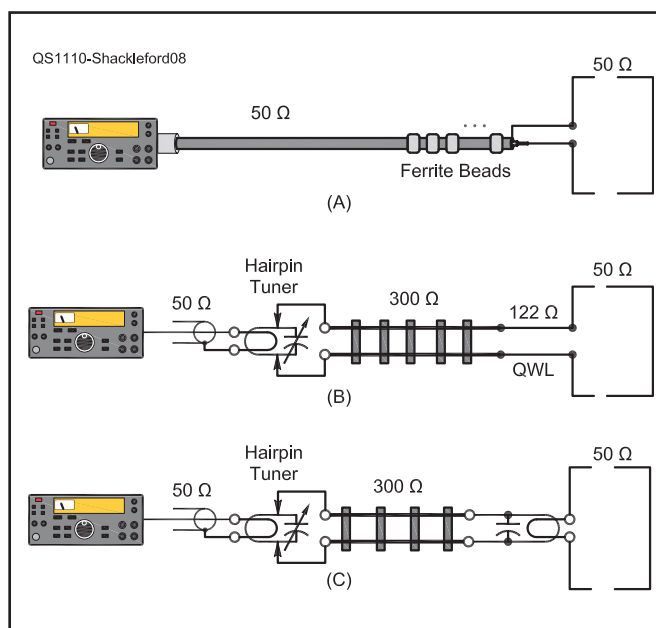 QS1110-Shackleford08
50 Ω
50 Ω
. . .
Ferrite Beads
(A)
Hairpin
Tuner
50 Ω
50 Ω
300 Ω
122 Ω
QWL
(B)
Hairpin
Tuner
50 Ω
50 Ω
300 Ω
(C)